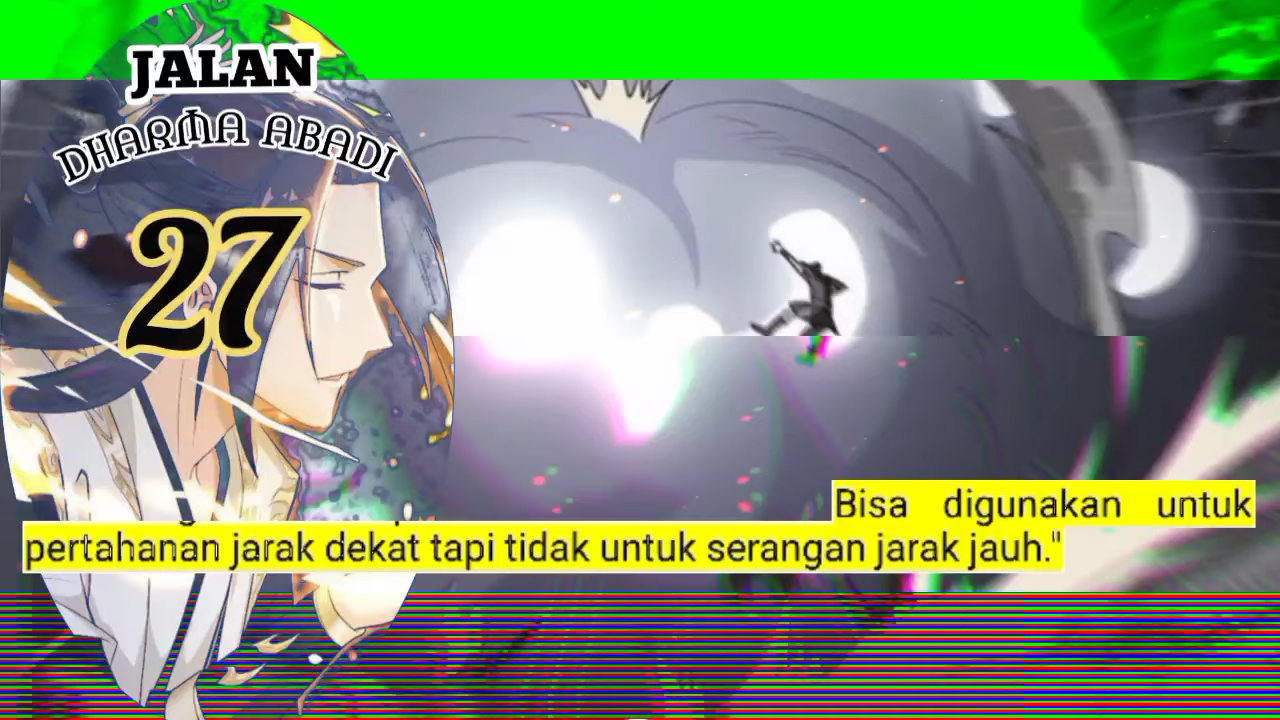 JALAN
DHARMA ABADI
27
Bisa digunakan untuk
pertahanan jarak dekat tapi tidak untuk serangan jarak jauh."